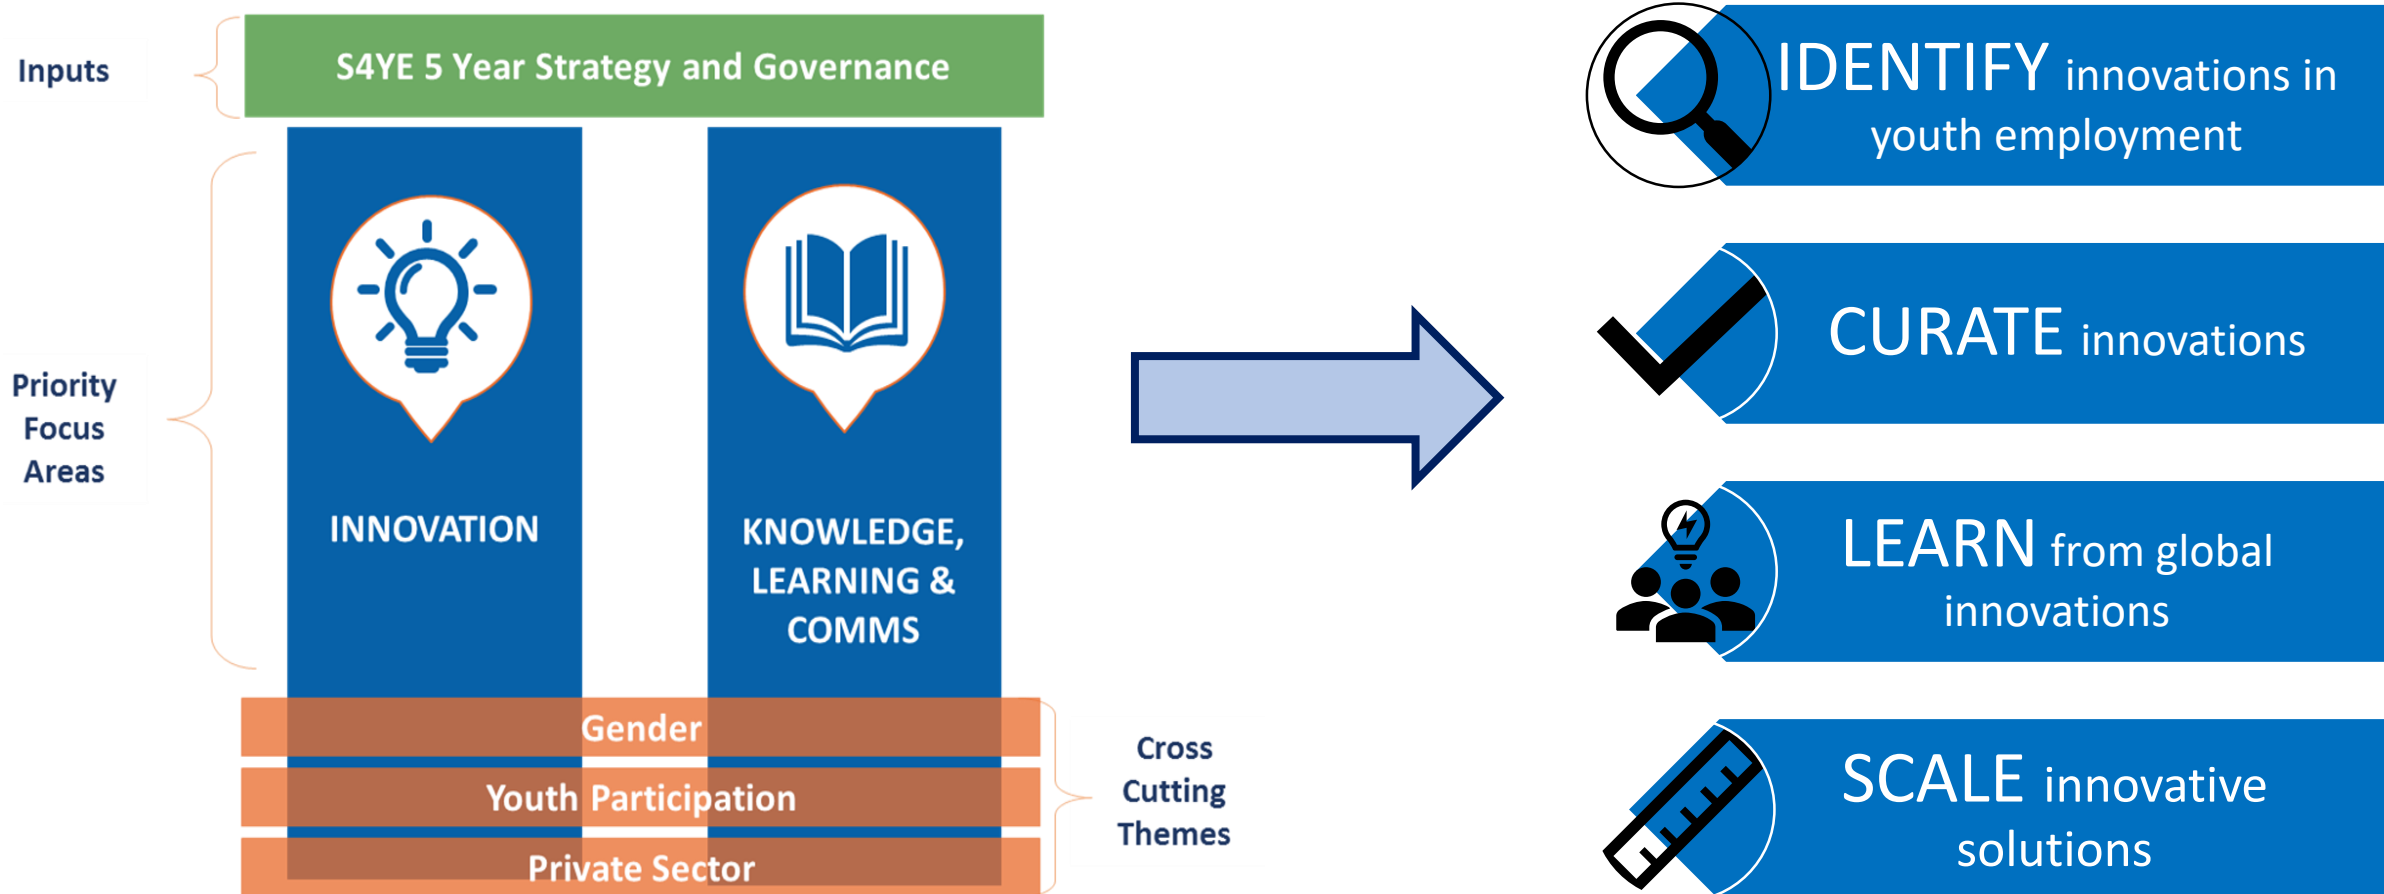 Inputs
S4YE 5 Year Strategy and Governance
Priority
Focus
Areas
INNOVATION
KNOWLEDGE,
LEARNING &
COMMS
Gender
Youth Participation
Private Sector
Cross
Cutting
Themes
IDENTIFY innovations in
youth employment
CURATE innovations
LEARN from global
innovations
SCALE innovative
solutions